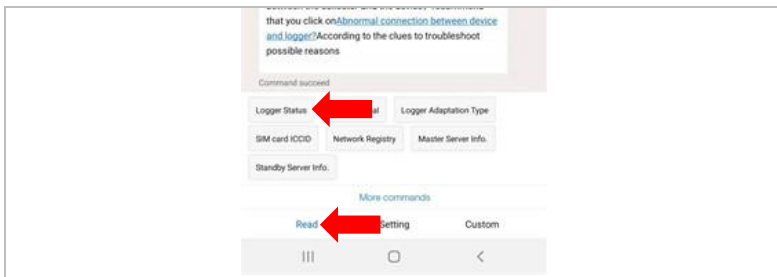 that you click onAbnormal connection between device
and logger?According to the clues to troubleshoot
possible reasons
Command succeed
Logger Status al Logger Adaptation Type
SIM card ICCID Network Registry Master Server Info.
Standby Server Info.
More commands
Read Setting Custom